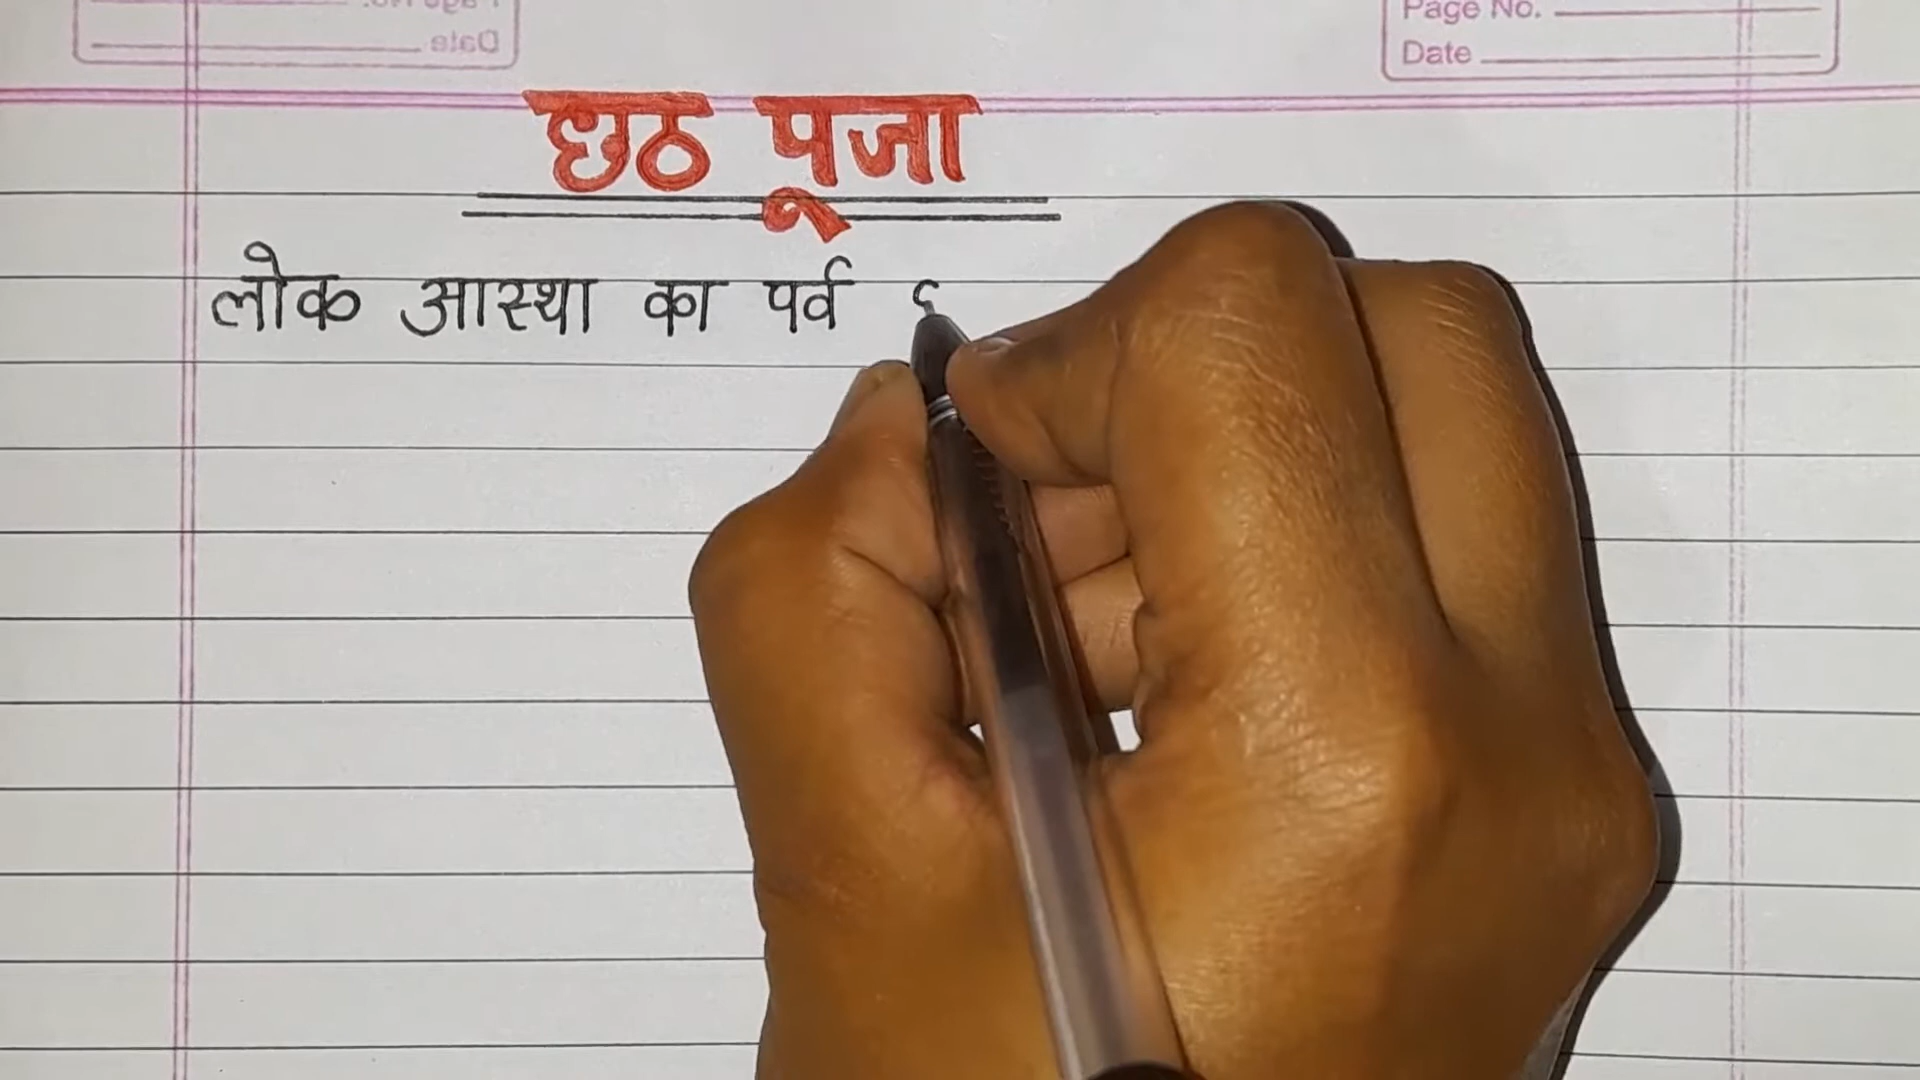 Page No.
Date
छठ पूजा
लोक आस्था का पर्व